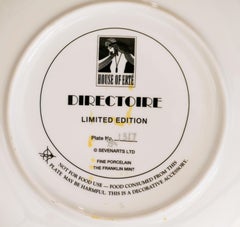 HOUSE OF ERTÉ
DIRECTOIRE
LIMITED EDITION
Plate No.
© SEVENARTS LTD
FINE PORCELAIN
THE FRANKLIN MINT
NOT FOR FOOD USE — FOOD CONSUMED FROM THIS
PLATE MAY BE HARMFUL. THIS IS A DECORATIVE ACCESSORY.